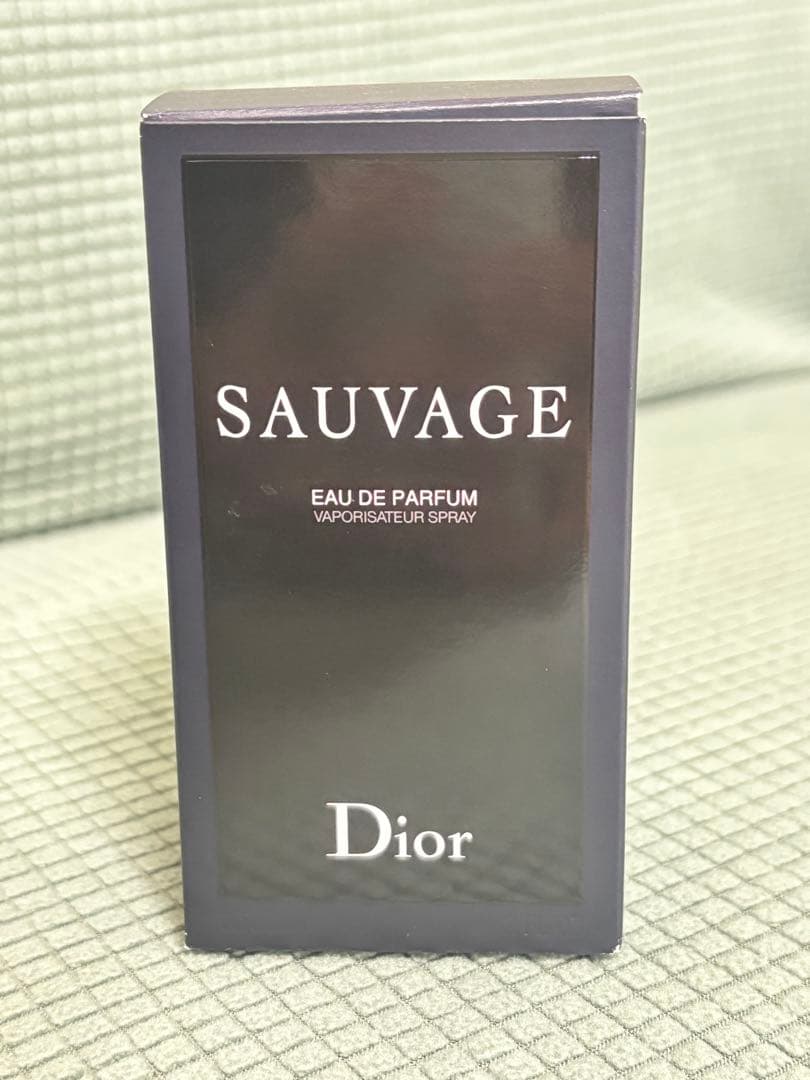 SAUVAGE
EAU DE PARFUM
VAPORISATEUR SPRAY
Dior